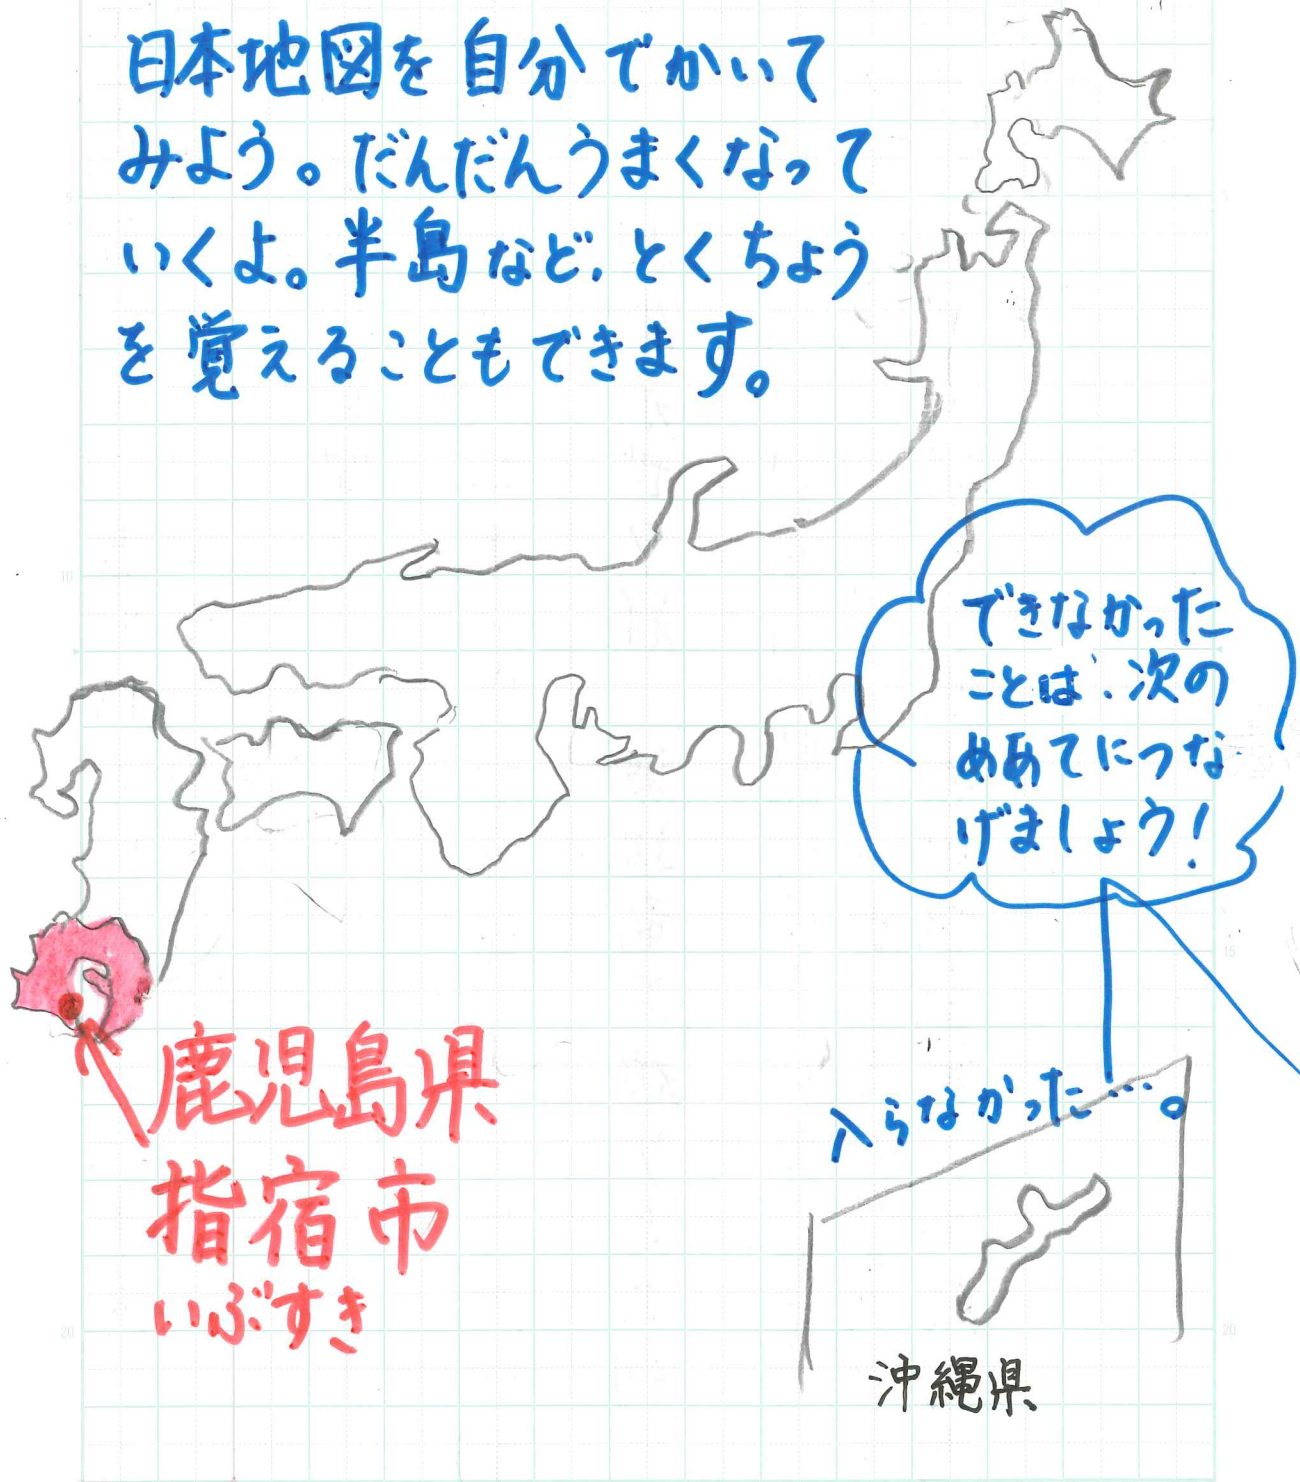 日本地図を自分でかいて
みよう。だんだんうまくなって
いくよ。半島など、とくちょう
を覚えることもできます。
10
できなかった
ことは、次の
めあてにつな
げましょう！
15
鹿児島県
指宿市
いぶすき
入らなかった…。
20
20
沖縄県